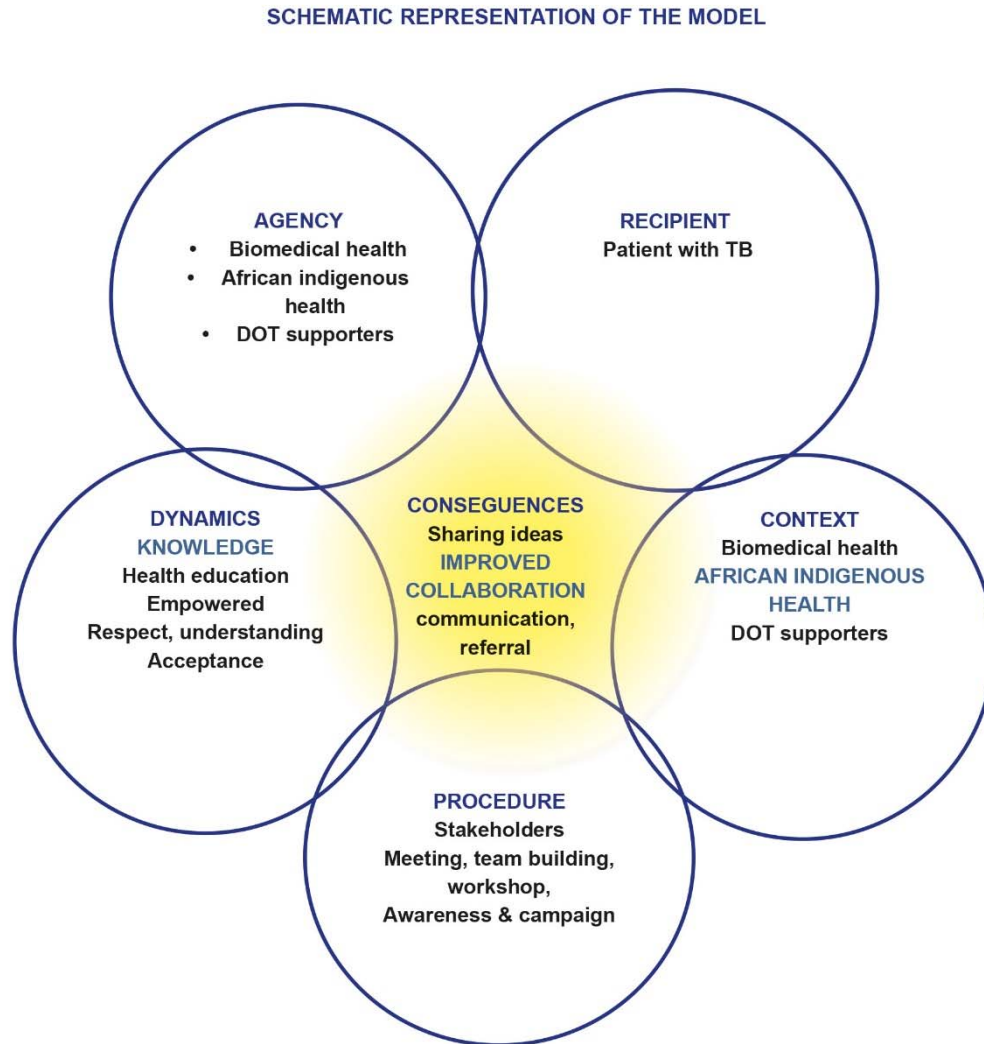 SCHEMATIC REPRESENTATION OF THE MODEL
AGENCY
• Biomedical health
• African indigenous
health
• DOT supporters
RECIPIENT
Patient with TB
DYNAMICS
KNOWLEDGE
Health education
Empowered
Respect, understanding
Acceptance
CONSEGUENCES
Sharing ideas
IMPROVED
COLLABORATION
communication,
referral
CONTEXT
Biomedical health
AFRICAN INDIGENOUS
HEALTH
DOT supporters
PROCEDURE
Stakeholders
Meeting, team building,
workshop,
Awareness & campaign